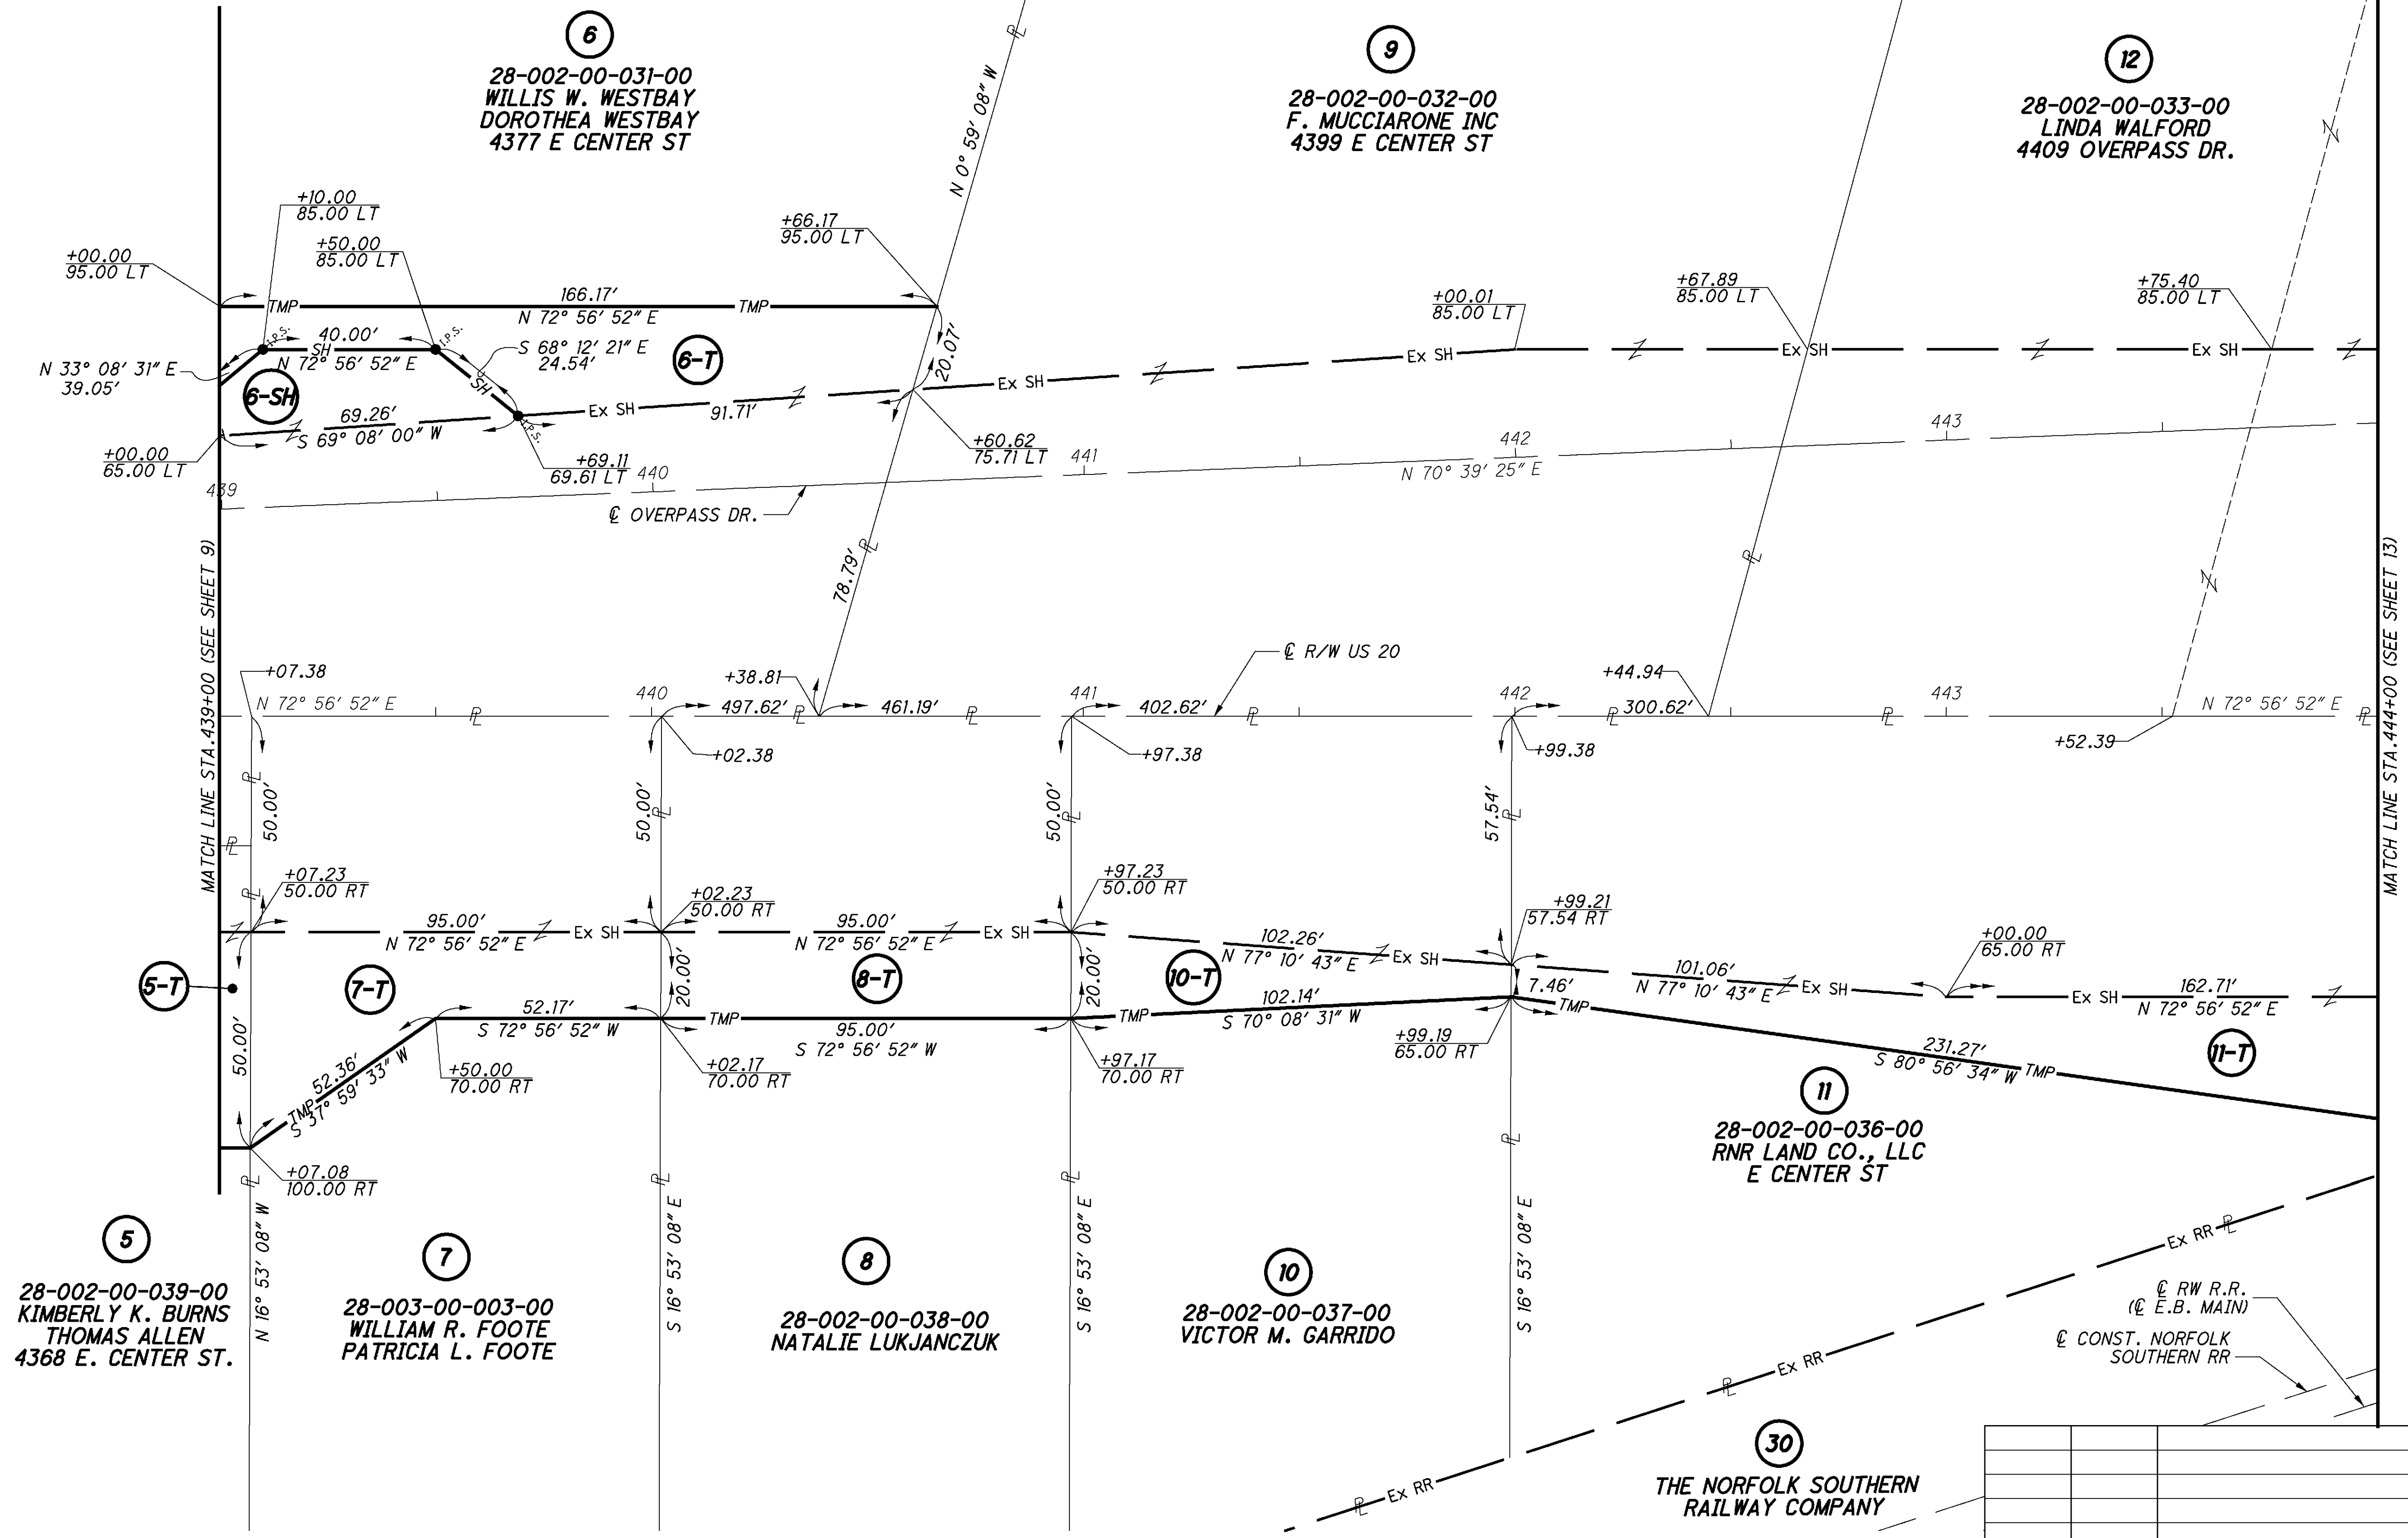 6
28-002-00-031-00
WILLIS W. WESTBAY
DOROTHEA WESTBAY
4377 E CENTER ST
9
28-002-00-032-00
F. MUCCIARONE INC
4399 E CENTER ST
12
28-002-00-033-00
LINDA WALFORD
4409 OVERPASS DR.
N 0° 59' 08" W
+10.00
85.00 LT
+50.00
85.00 LT
+66.17
95.00 LT
+00.00
95.00 LT
TMP
166.17'
N 72° 56' 52" E
TMP
I.P.S.
40.00'
SH
N 72° 56' 52" E
I.P.S.
S 68° 12' 21" E
24.54'
SH
6-T
20.07'
N 33° 08' 31" E
39.05'
6-SH
69.26'
S 69° 08' 00" W
I.P.S.
Ex SH
91.71'
Ex SH
+00.01
85.00 LT
Ex SH
+67.89
85.00 LT
Ex SH
+75.40
85.00 LT
Ex SH
+00.00
65.00 LT
+69.11
69.61 LT
+60.62
75.71 LT
439
440
441
442
443
N 70° 39' 25" E
℄ OVERPASS DR.
78.79'
MATCH LINE STA.439+00 (SEE SHEET 9)
MATCH LINE STA.444+00 (SEE SHEET 13)
℄ R/W US 20
+07.38
N 72° 56' 52" E
440
497.62'
+38.81
461.19'
441
402.62'
442
300.62'
+44.94
443
N 72° 56' 52" E
+02.38
+97.38
+99.38
+52.39
50.00'
50.00'
50.00'
57.54'
+07.23
50.00 RT
+02.23
50.00 RT
+97.23
50.00 RT
+99.21
57.54 RT
+00.00
65.00 RT
95.00'
N 72° 56' 52" E
Ex SH
95.00'
N 72° 56' 52" E
Ex SH
102.26'
N 77° 10' 43" E
Ex SH
101.06'
N 77° 10' 43" E
Ex SH
Ex SH
162.71'
N 72° 56' 52" E
5-T
7-T
8-T
10-T
11-T
50.00'
20.00'
20.00'
7.46'
52.36'
TMP
S 37° 59' 33" W
52.17'
S 72° 56' 52" W
TMP
95.00'
S 72° 56' 52" W
TMP
102.14'
S 70° 08' 31" W
TMP
231.27'
S 80° 56' 34" W
TMP
+50.00
70.00 RT
+02.17
70.00 RT
+97.17
70.00 RT
+99.19
65.00 RT
+07.08
100.00 RT
11
28-002-00-036-00
RNR LAND CO., LLC
E CENTER ST
N 16° 53' 08" W
S 16° 53' 08" E
S 16° 53' 08" E
S 16° 53' 08" E
5
28-002-00-039-00
KIMBERLY K. BURNS
THOMAS ALLEN
4368 E. CENTER ST.
7
28-003-00-003-00
WILLIAM R. FOOTE
PATRICIA L. FOOTE
8
28-002-00-038-00
NATALIE LUKJANCZUK
10
28-002-00-037-00
VICTOR M. GARRIDO
Ex RR
Ex RR
Ex RR
℄ RW R.R.
(℄ E.B. MAIN)
℄ CONST. NORFOLK
SOUTHERN RR
30
THE NORFOLK SOUTHERN
RAILWAY COMPANY